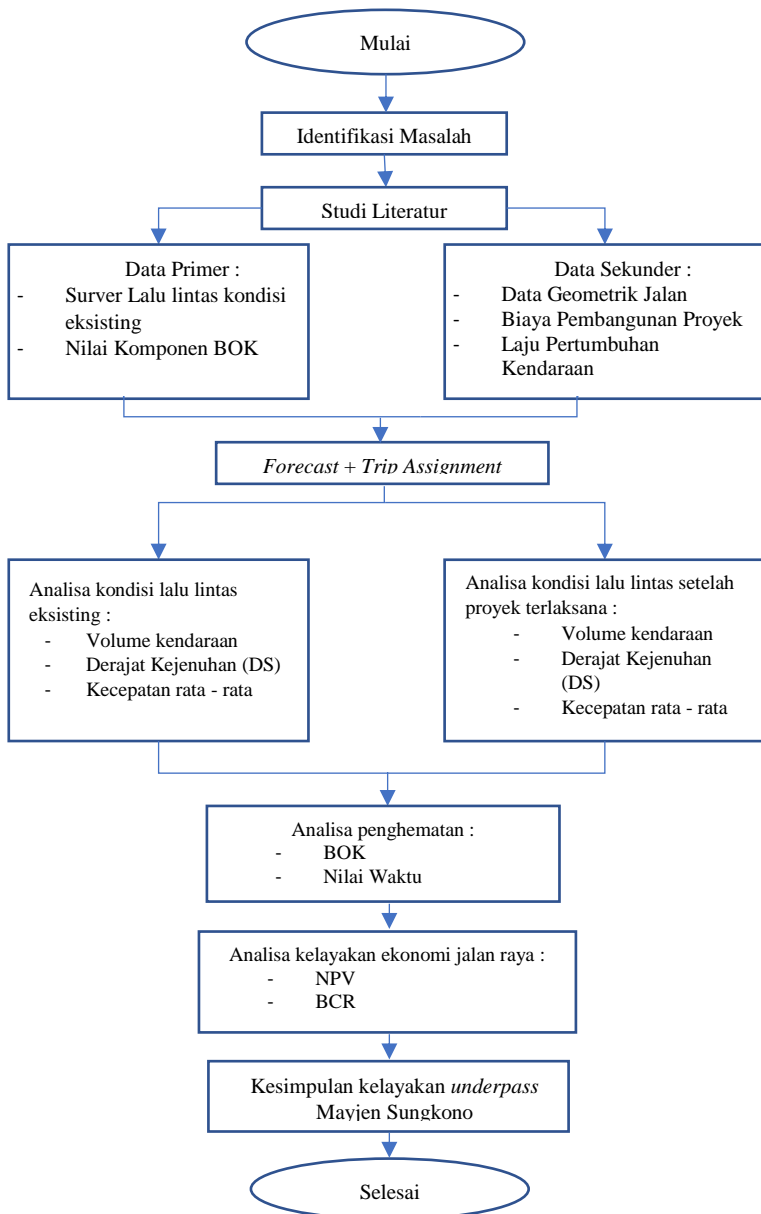 Mulai
Identifikasi Masalah
Studi Literatur
Data Primer :
- Surver Lalu lintas kondisi
eksisting
- Nilai Komponen BOK
Data Sekunder :
- Data Geometrik Jalan
- Biaya Pembangunan Proyek
- Laju Pertumbuhan
Kendaraan
Forecast + Trip Assignment
Analisa kondisi lalu lintas
eksisting :
- Volume kendaraan
- Derajat Kejenuhan (DS)
- Kecepatan rata - rata
Analisa kondisi lalu lintas setelah
proyek terlaksana :
- Volume kendaraan
- Derajat Kejenuhan
(DS)
- Kecepatan rata - rata
Analisa penghematan :
- BOK
- Nilai Waktu
Analisa kelayakan ekonomi jalan raya :
- NPV
- BCR
Kesimpulan kelayakan underpass
Mayjen Sungkono
Selesai